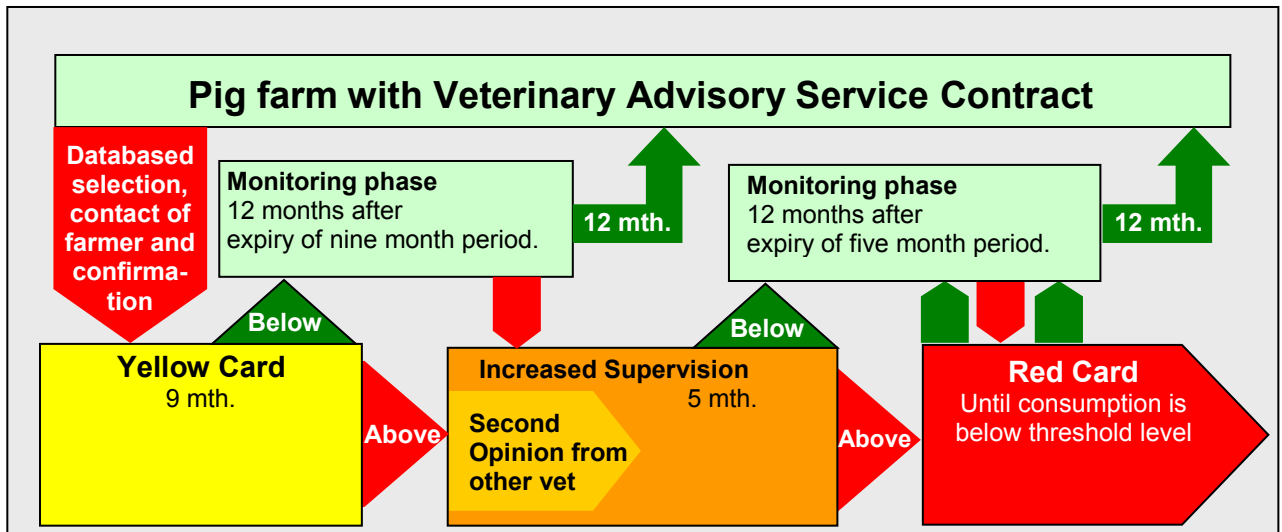 Pig farm with Veterinary Advisory Service Contract
Databased
selection,
contact of
farmer and
confirma-
tion
Monitoring phase
12 months after
expiry of nine month period.
12 mth.
Monitoring phase
12 months after
expiry of five month period.
12 mth.
Below
Below
Yellow Card
9 mth.
Above
Increased Supervision
5 mth.
Second
Opinion from
other vet
Above
Red Card
Until consumption is
below threshold level